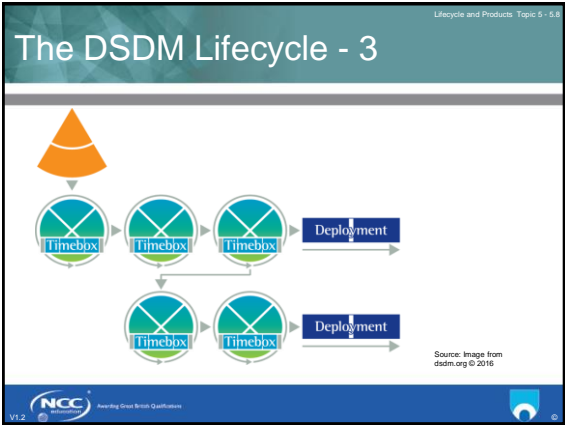 Lifecycle and Products Topic 5 - 5.8
The DSDM Lifecycle - 3
Timebox
Timebox
Timebox
Deployment
Timebox
Timebox
Deployment
Source: Image from
dsdm.org © 2016
V1.2
NCC
education
Awarding Great British Qualifications
©